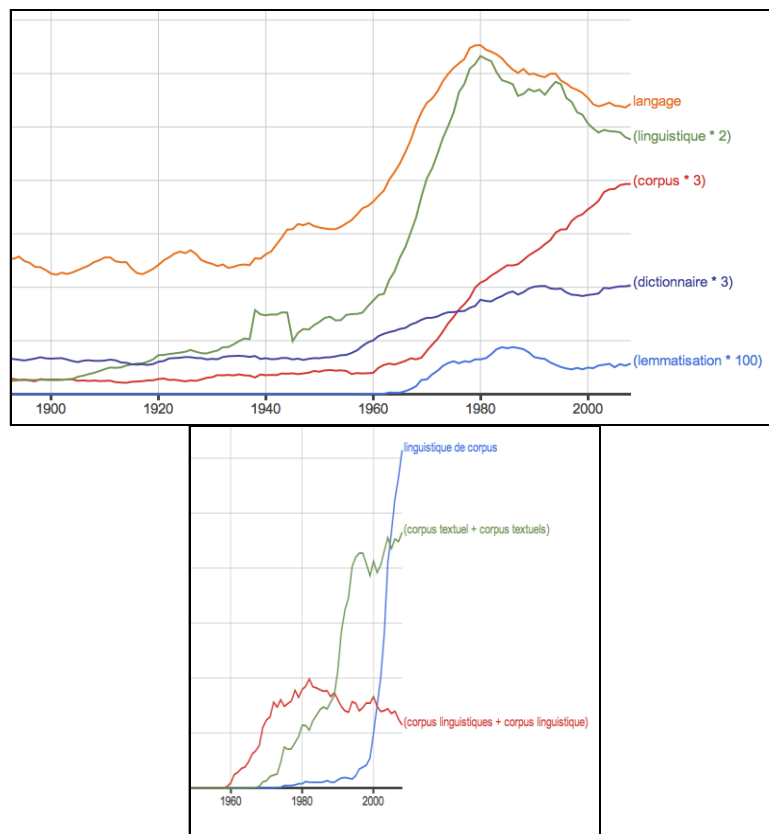 langage
(linguistique * 2)
(corpus * 3)
(dictionnaire * 3)
(lemmatisation * 100)
1900 1920 1940 1960 1980 2000
linguistique de corpus
(corpus textuel + corpus textuels)
(corpus linguistiques + corpus linguistique)
1960 1980 2000